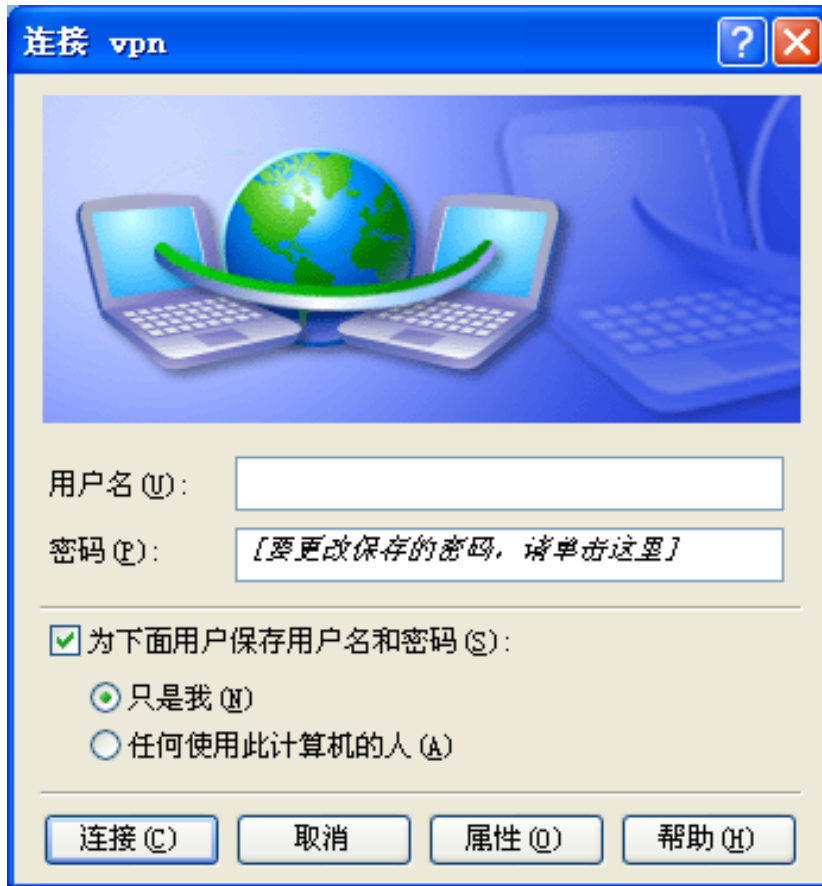 连接 vpn
用户名(U):
密码(P): [要更改保存的密码，请单击这里]
为下面用户保存用户名和密码(S):
只是我(N)
任何使用此计算机的人(A)
连接(C) 取消 属性(O) 帮助(H)